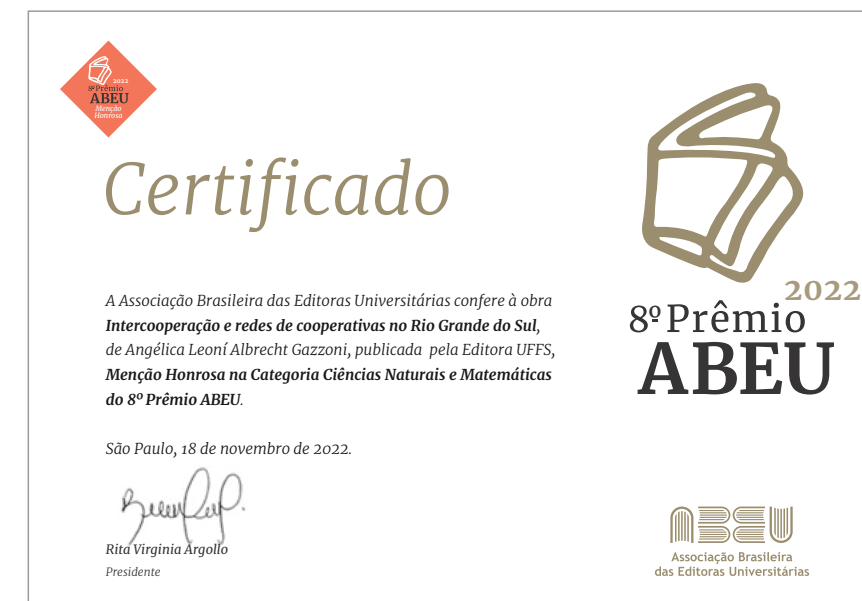 2022
8º Prêmio
ABEU
Menção
Honrosa
Certificado
A Associação Brasileira das Editoras Universitárias confere à obra
Intercooperação e redes de cooperativas no Rio Grande do Sul,
de Angélica Leoní Albrecht Gazzoni, publicada pela Editora UFFS,
Menção Honrosa na Categoria Ciências Naturais e Matemáticas
do 8º Prêmio ABEU.
São Paulo, 18 de novembro de 2022.
Rita Virginia Argollo
Presidente
2022
8º Prêmio
ABEU
ABEU
Associação Brasileira
das Editoras Universitárias